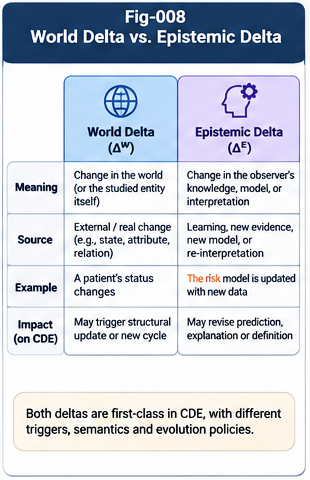 Fig-008
World Delta vs. Epistemic Delta
World Delta
(Δᵂ)
Epistemic Delta
(Δᴱ)
Meaning
Change in the world
(or the studied entity
itself)
Change in the observer's
knowledge, model, or
interpretation
Source
External / real change
(e.g., state, attribute,
relation)
Learning, new evidence,
new model, or
re-interpretation
Example
A patient's status
changes
The risk model is updated
with new data
Impact
(on CDE)
May trigger structural
update or new cycle
May revise prediction,
explanation or definition
Both deltas are first-class in CDE, with different
triggers, semantics and evolution policies.